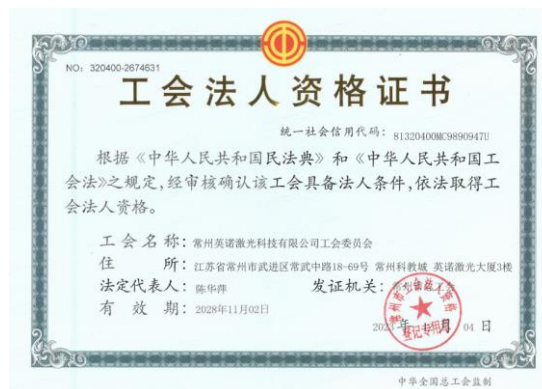 NO: 320400-2674631
工会法人资格证书
统一社会信用代码: 81320400MC9890947U
根据《中华人民共和国民法典》和《中华人民共和国工
会法》之规定,经审核确认该工会具备法人条件,依法取得工
会法人资格。
工会名称: 常州英诺激光科技有限公司工会委员会
住 所: 江苏省常州市武进区常武中路18-69号 常州科教城 英诺激光大厦3楼
法定代表人: 陈华萍 发证机关:
有 效 期: 2028年11月02日
年 月 04 日
登记专用章
中华全国总工会监制